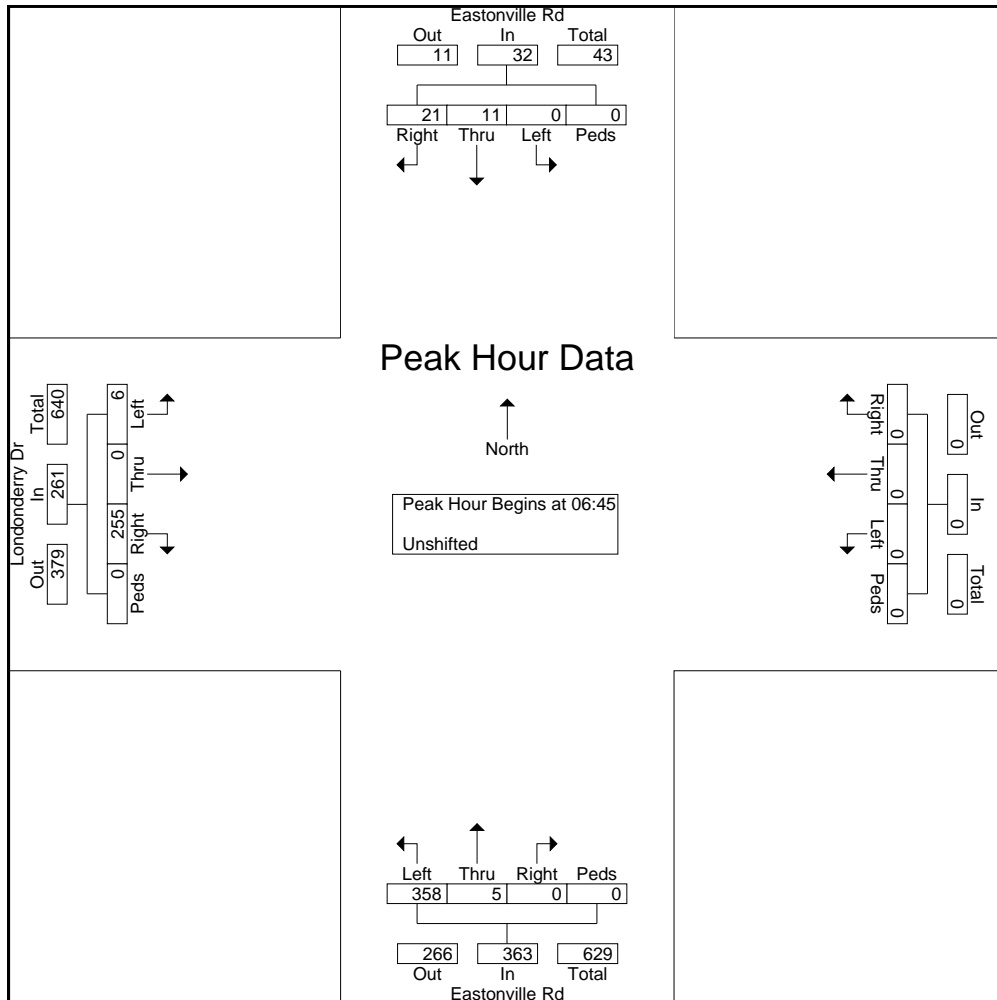 Eastonville Rd
Out In Total
11 32 43
21 11 0 0
Right Thru Left Peds
Peak Hour Data
North
Peak Hour Begins at 06:45
Unshifted
Londonderry Dr
Out In Total
379 261 640
6 0 255 0
Left Thru Right Peds
Out In Total
0 0 0
0 0 0 0
Right Thru Left Peds
Left Thru Right Peds
358 5 0 0
266 363 629
Out In Total
Eastonville Rd